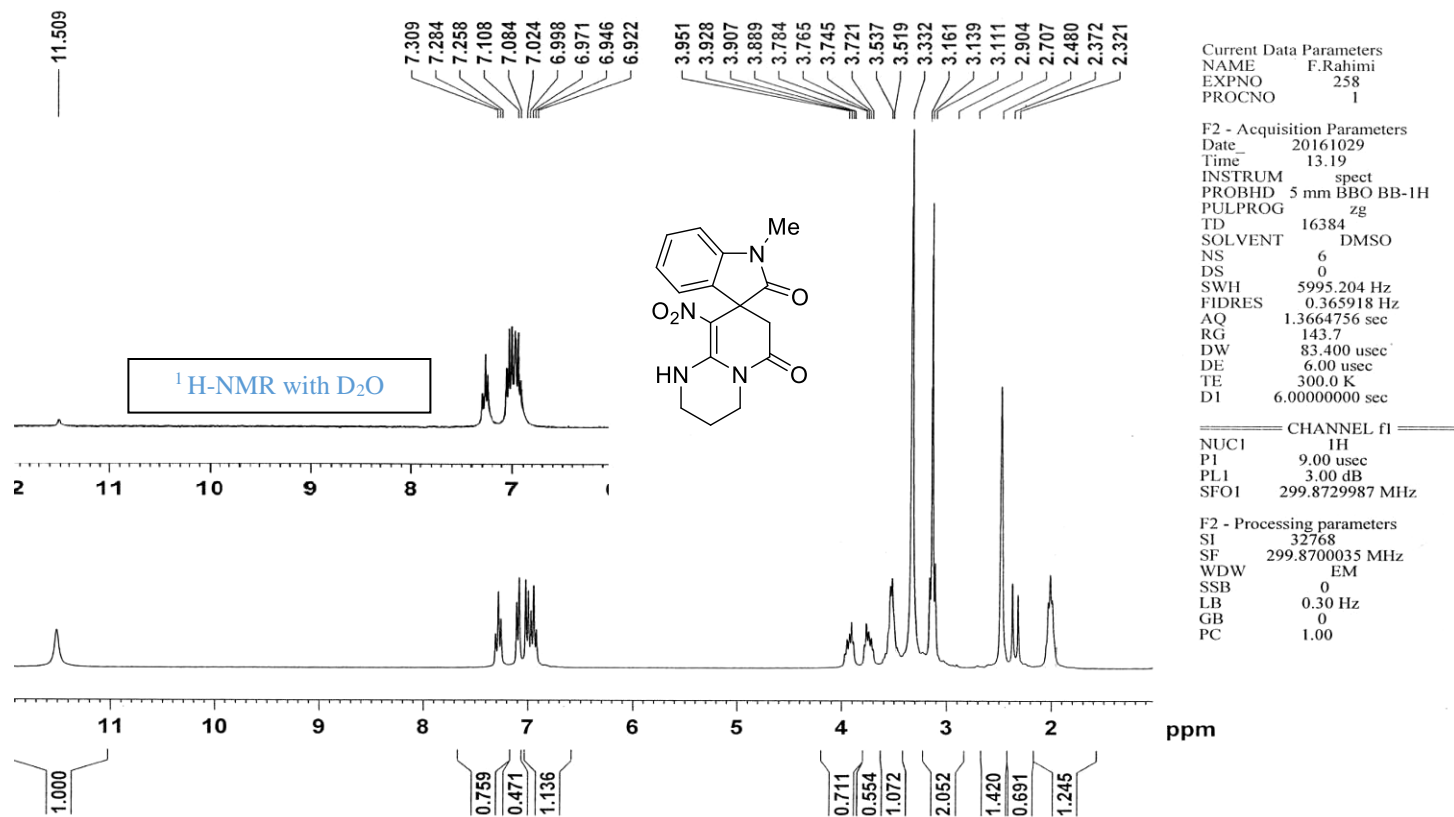 11.509
7.309
7.284
7.258
7.108
7.084
7.024
6.998
6.971
6.946
6.922
3.951
3.928
3.907
3.889
3.784
3.765
3.745
3.721
3.537
3.519
3.332
3.161
3.139
3.111
2.904
2.707
2.480
2.372
2.321
Current Data Parameters
NAME F.Rahimi
EXPNO 258
PROCNO 1
F2 - Acquisition Parameters
Date_ 20161029
Time 13.19
INSTRUM spect
PROBHD 5 mm BBO BB-1H
PULPROG zg
TD 16384
SOLVENT DMSO
NS 6
DS 0
SWH 5995.204 Hz
FIDRES 0.365918 Hz
AQ 1.3664756 sec
RG 143.7
DW 83.400 usec
DE 6.00 usec
TE 300.0 K
D1 6.00000000 sec
CHANNEL f1
NUC1 1H
P1 9.00 usec
PL1 3.00 dB
SFO1 299.8729987 MHz
F2 - Processing parameters
SI 32768
SF 299.8700035 MHz
WDW EM
SSB 0
LB 0.30 Hz
GB 0
PC 1.00
Me
N
O
O2N
N
O
HN
1 H-NMR with D2O
2 11 10 9 8 7
11 10 9 8 7 6 5 4 3 2 ppm
1.000
0.759
0.471
1.136
0.711
0.554
1.072
2.052
1.420
0.691
1.245